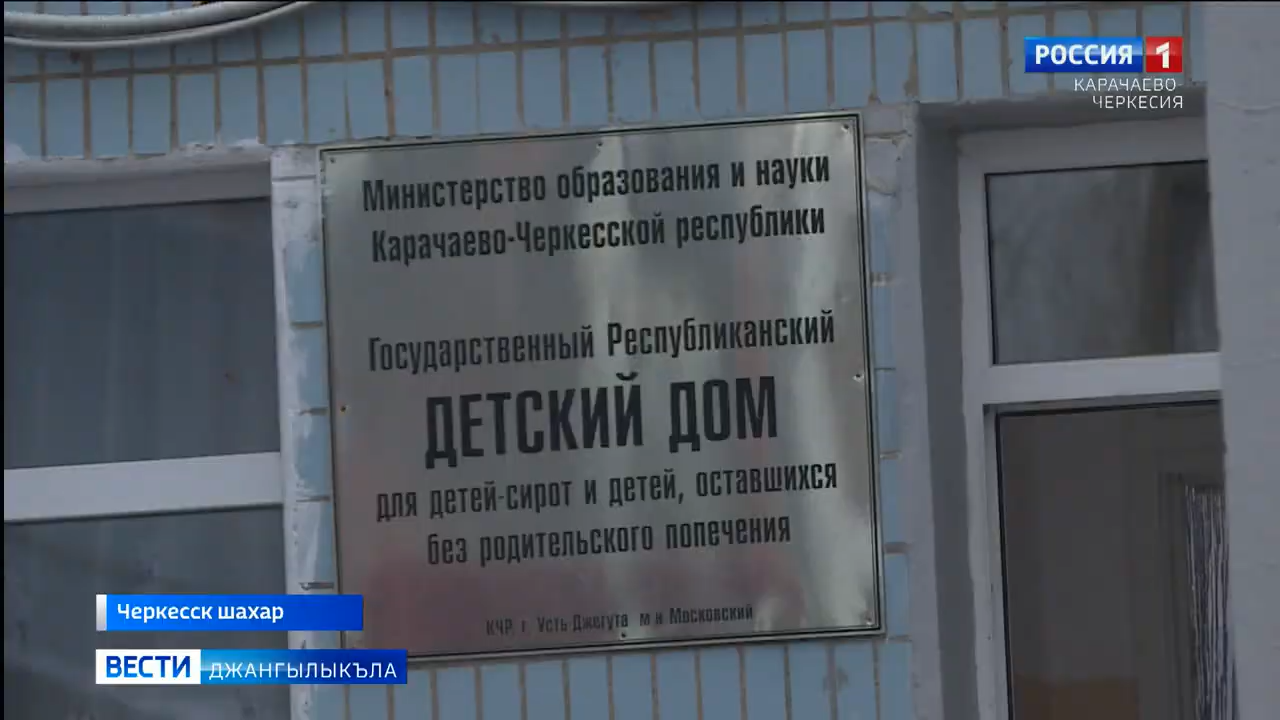 РОССИЯ 1
КАРАЧАЕВО-
ЧЕРКЕСИЯ
Министерство образования и науки
Карачаево-Черкесской республики
Государственный Республиканский
ДЕТСКИЙ ДОМ
для детей-сирот и детей, оставшихся
без родительского попечения
КЧР, г. Усть-Джегута м-н Московский
Черкесск шахар
ВЕСТИ ДЖАНГЫЛЫКЪЛА